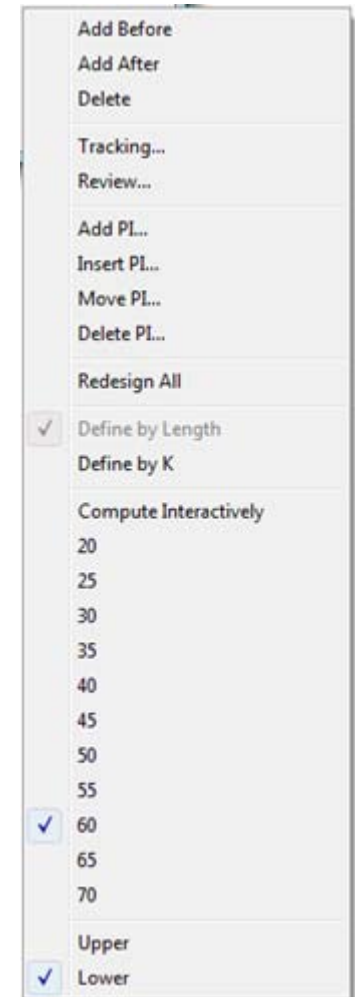 Add Before
Add After
Delete
Tracking...
Review...
Add PI...
Insert PI...
Move PI...
Delete PI...
Redesign All
Define by Length
Define by K
Compute Interactively
20
25
30
35
40
45
50
55
60
65
70
Upper
Lower